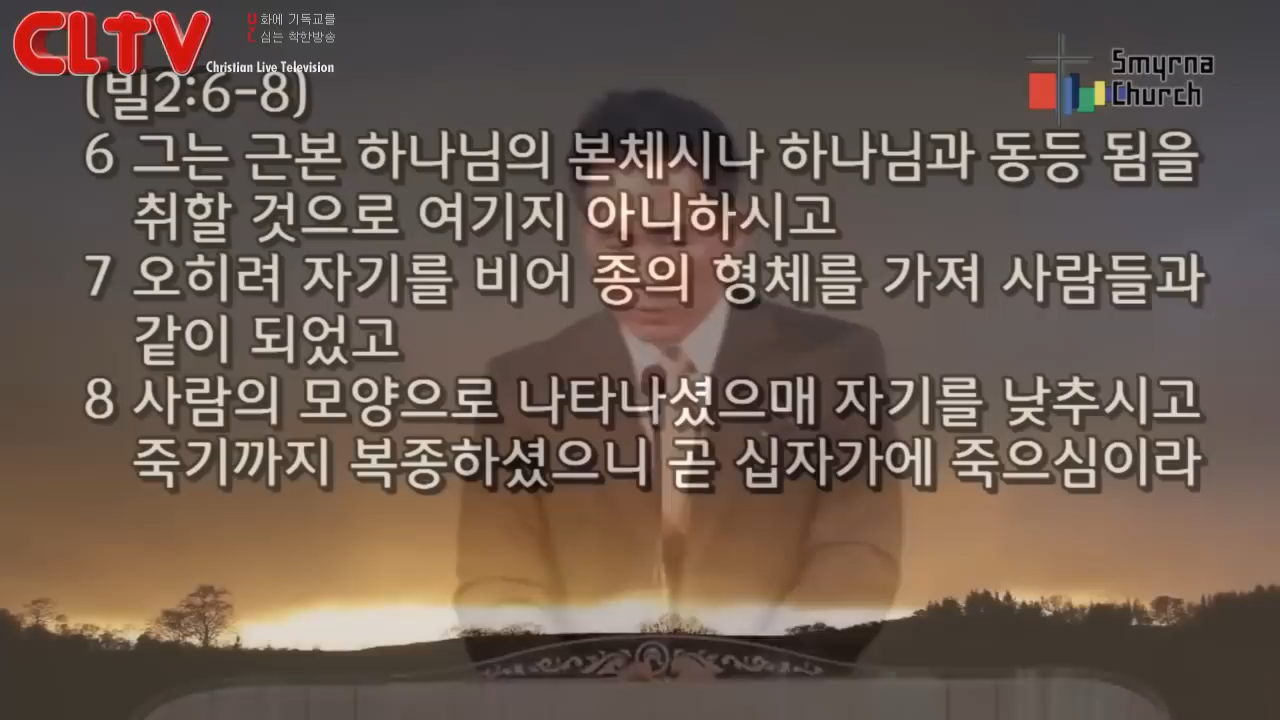 CLTV
문화에 기독교를
심는 착한방송
Christian Live Television
Smyrna
Church
(빌2:6-8)
6 그는 근본 하나님의 본체시나 하나님과 동등 됨을
취할 것으로 여기지 아니하시고
7 오히려 자기를 비어 종의 형체를 가져 사람들과
같이 되었고
8 사람의 모양으로 나타나셨으매 자기를 낮추시고
죽기까지 복종하셨으니 곧 십자가에 죽으심이라